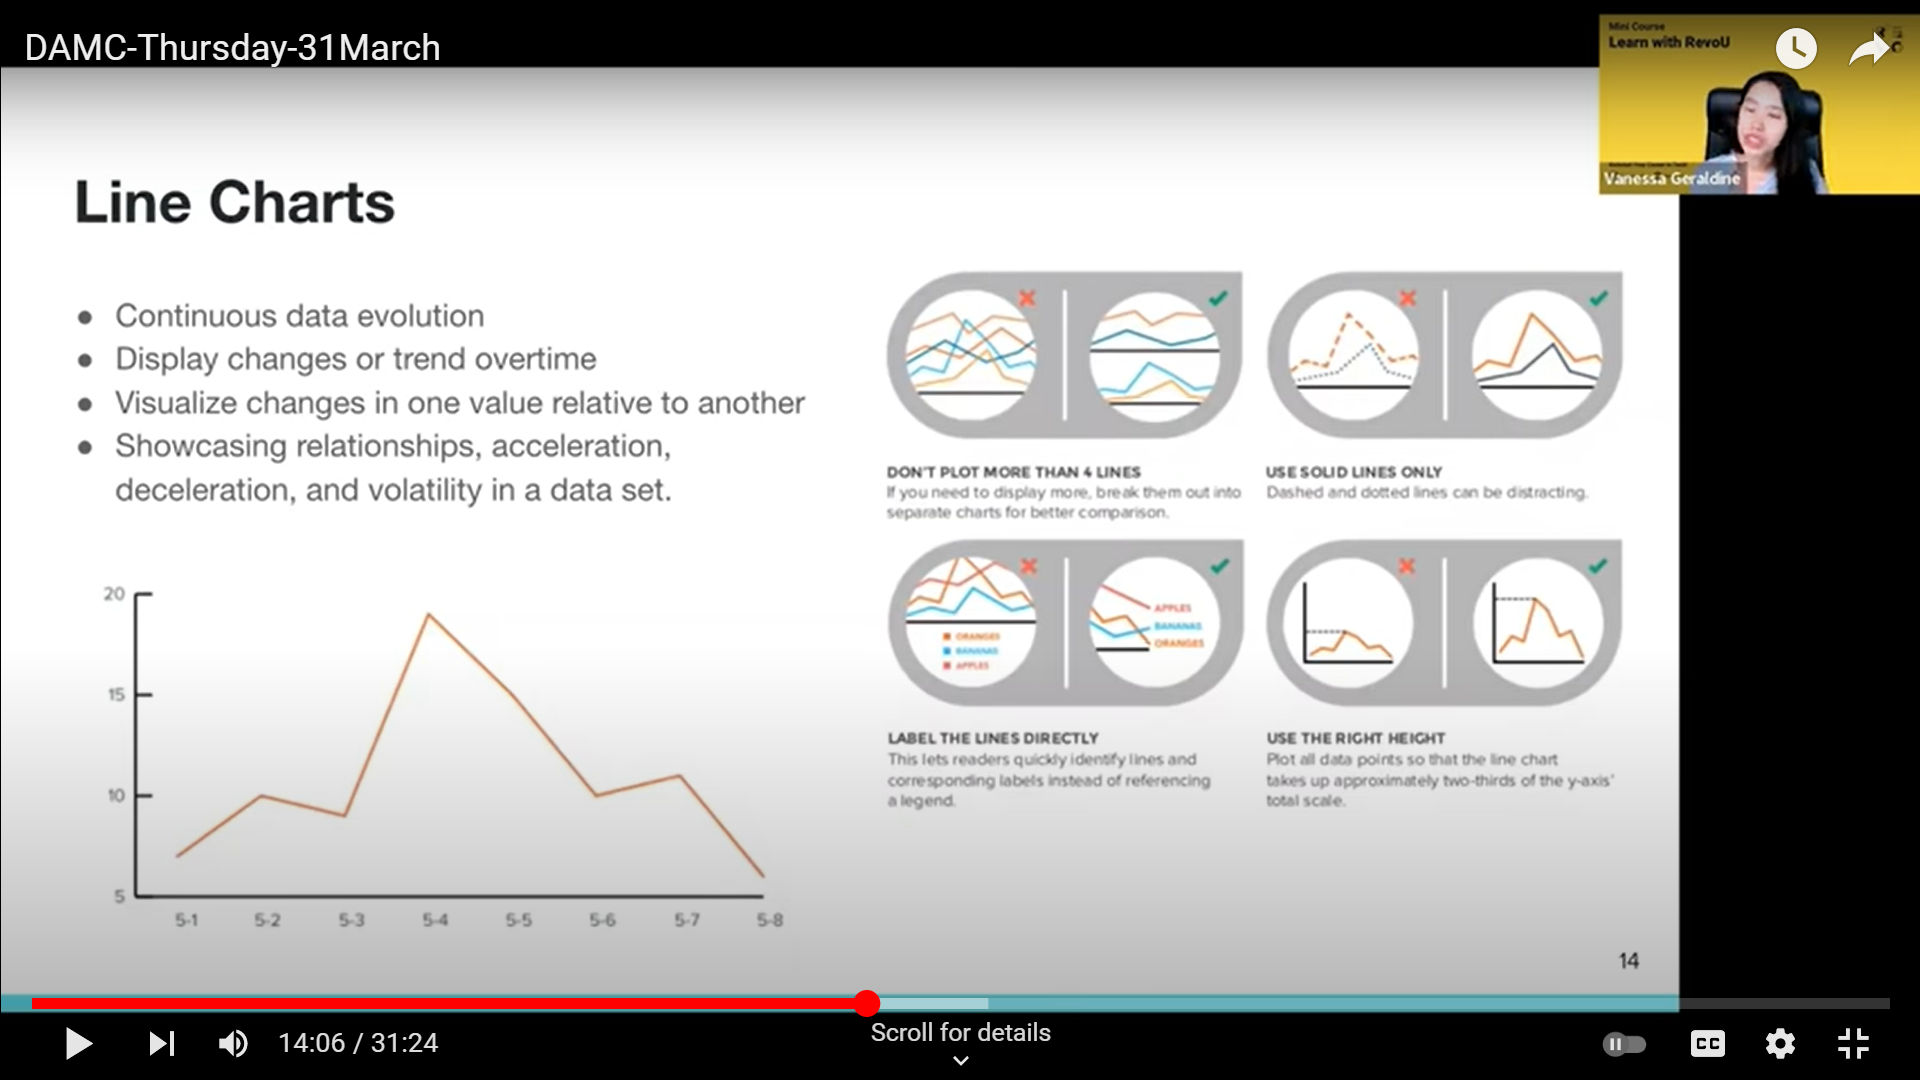 DAMC-Thursday-31March
Mini Course
Learn with RevoU
Vanessa Geraldine
Line Charts
● Continuous data evolution
● Display changes or trend overtime
● Visualize changes in one value relative to another
● Showcasing relationships, acceleration,
deceleration, and volatility in a data set.
20
15
10
5
5-1 5-2 5-3 5-4 5-5 5-6 5-7 5-8
DON'T PLOT MORE THAN 4 LINES
If you need to display more, break them out into
separate charts for better comparison.
USE SOLID LINES ONLY
Dashed and dotted lines can be distracting.
ORANGES
BANANAS
APPLES
APPLES
BANANAS
ORANGES
LABEL THE LINES DIRECTLY
This lets readers quickly identify lines and
corresponding labels instead of referencing
a legend.
USE THE RIGHT HEIGHT
Plot all data points so that the line chart
takes up approximately two-thirds of the y-axis'
total scale.
14
14:06 / 31:24
Scroll for details
CC